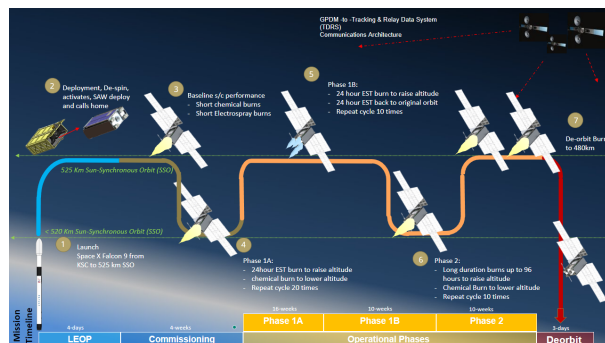 GPDM -to -Tracking & Relay Data System
(TDRS)
Communications Architecture
2
Deployment, De-spin,
activates, SAW deploy
and calls home
3
Baseline s/c performance
- Short chemical burns
- Short Electrospray burns
5
Phase 1B:
- 24 hour EST burn to raise altitude
- 24 hour EST back to original orbit
- Repeat cycle 10 times
7
De-orbit Burn
to 480km
525 Km Sun-Synchronous Orbit (SSO)
< 520 Km Sun-Synchronous Orbit (SSO)
1
Launch
Space X Falcon 9 from
KSC to 525 km SSO
4
Phase 1A:
- 24hour EST burn to raise altitude
- chemical burn to lower altitude
- Repeat cycle 20 times
6
Phase 2:
- Long duration burns up to 96
hours to raise altitude
- Chemical Burn to lower altitude
- Repeat cycle 10 times
Mission
Timeline
4-days
4-weeks
16-weeks
10-weeks
10-weeks
3-days
Phase 1A
Phase 1B
Phase 2
LEOP
Commissioning
Operational Phases
Deorbit